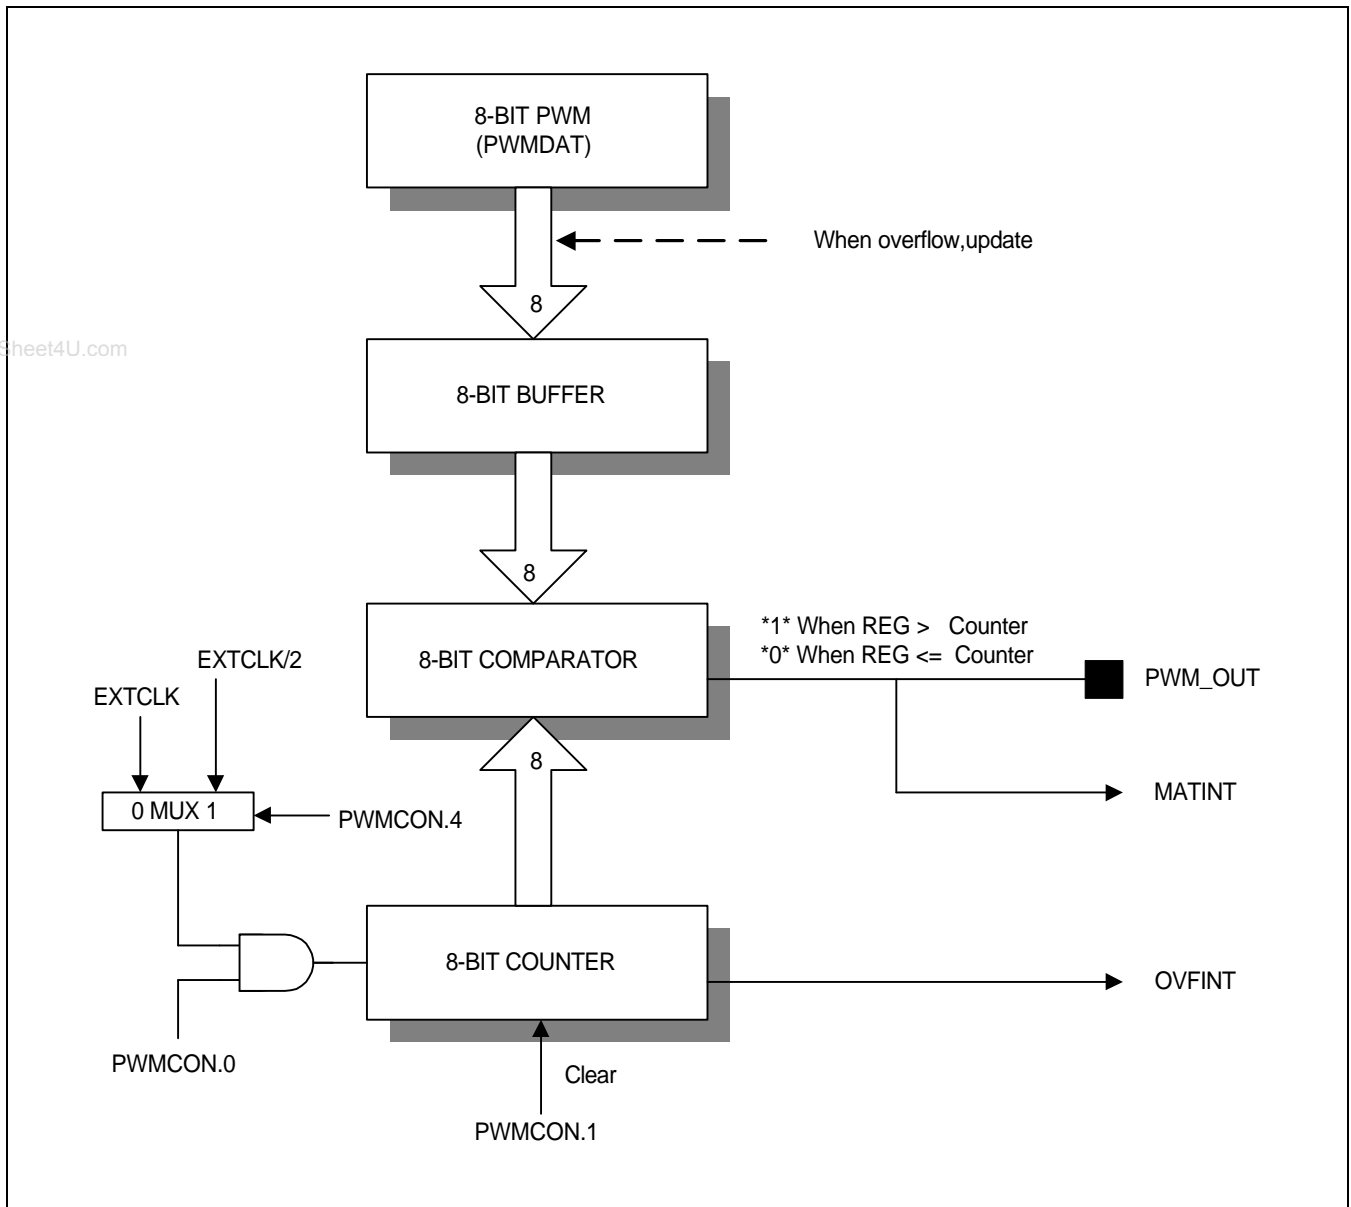 8-BIT PWM
(PWMDAT)
When overflow,update
8
Sheet4U.com
8-BIT BUFFER
8
*1* When REG > Counter
*0* When REG <= Counter
8-BIT COMPARATOR
EXTCLK/2
EXTCLK
PWM_OUT
8
MATINT
0 MUX 1
PWMCON.4
8-BIT COUNTER
OVFINT
PWMCON.0
Clear
PWMCON.1